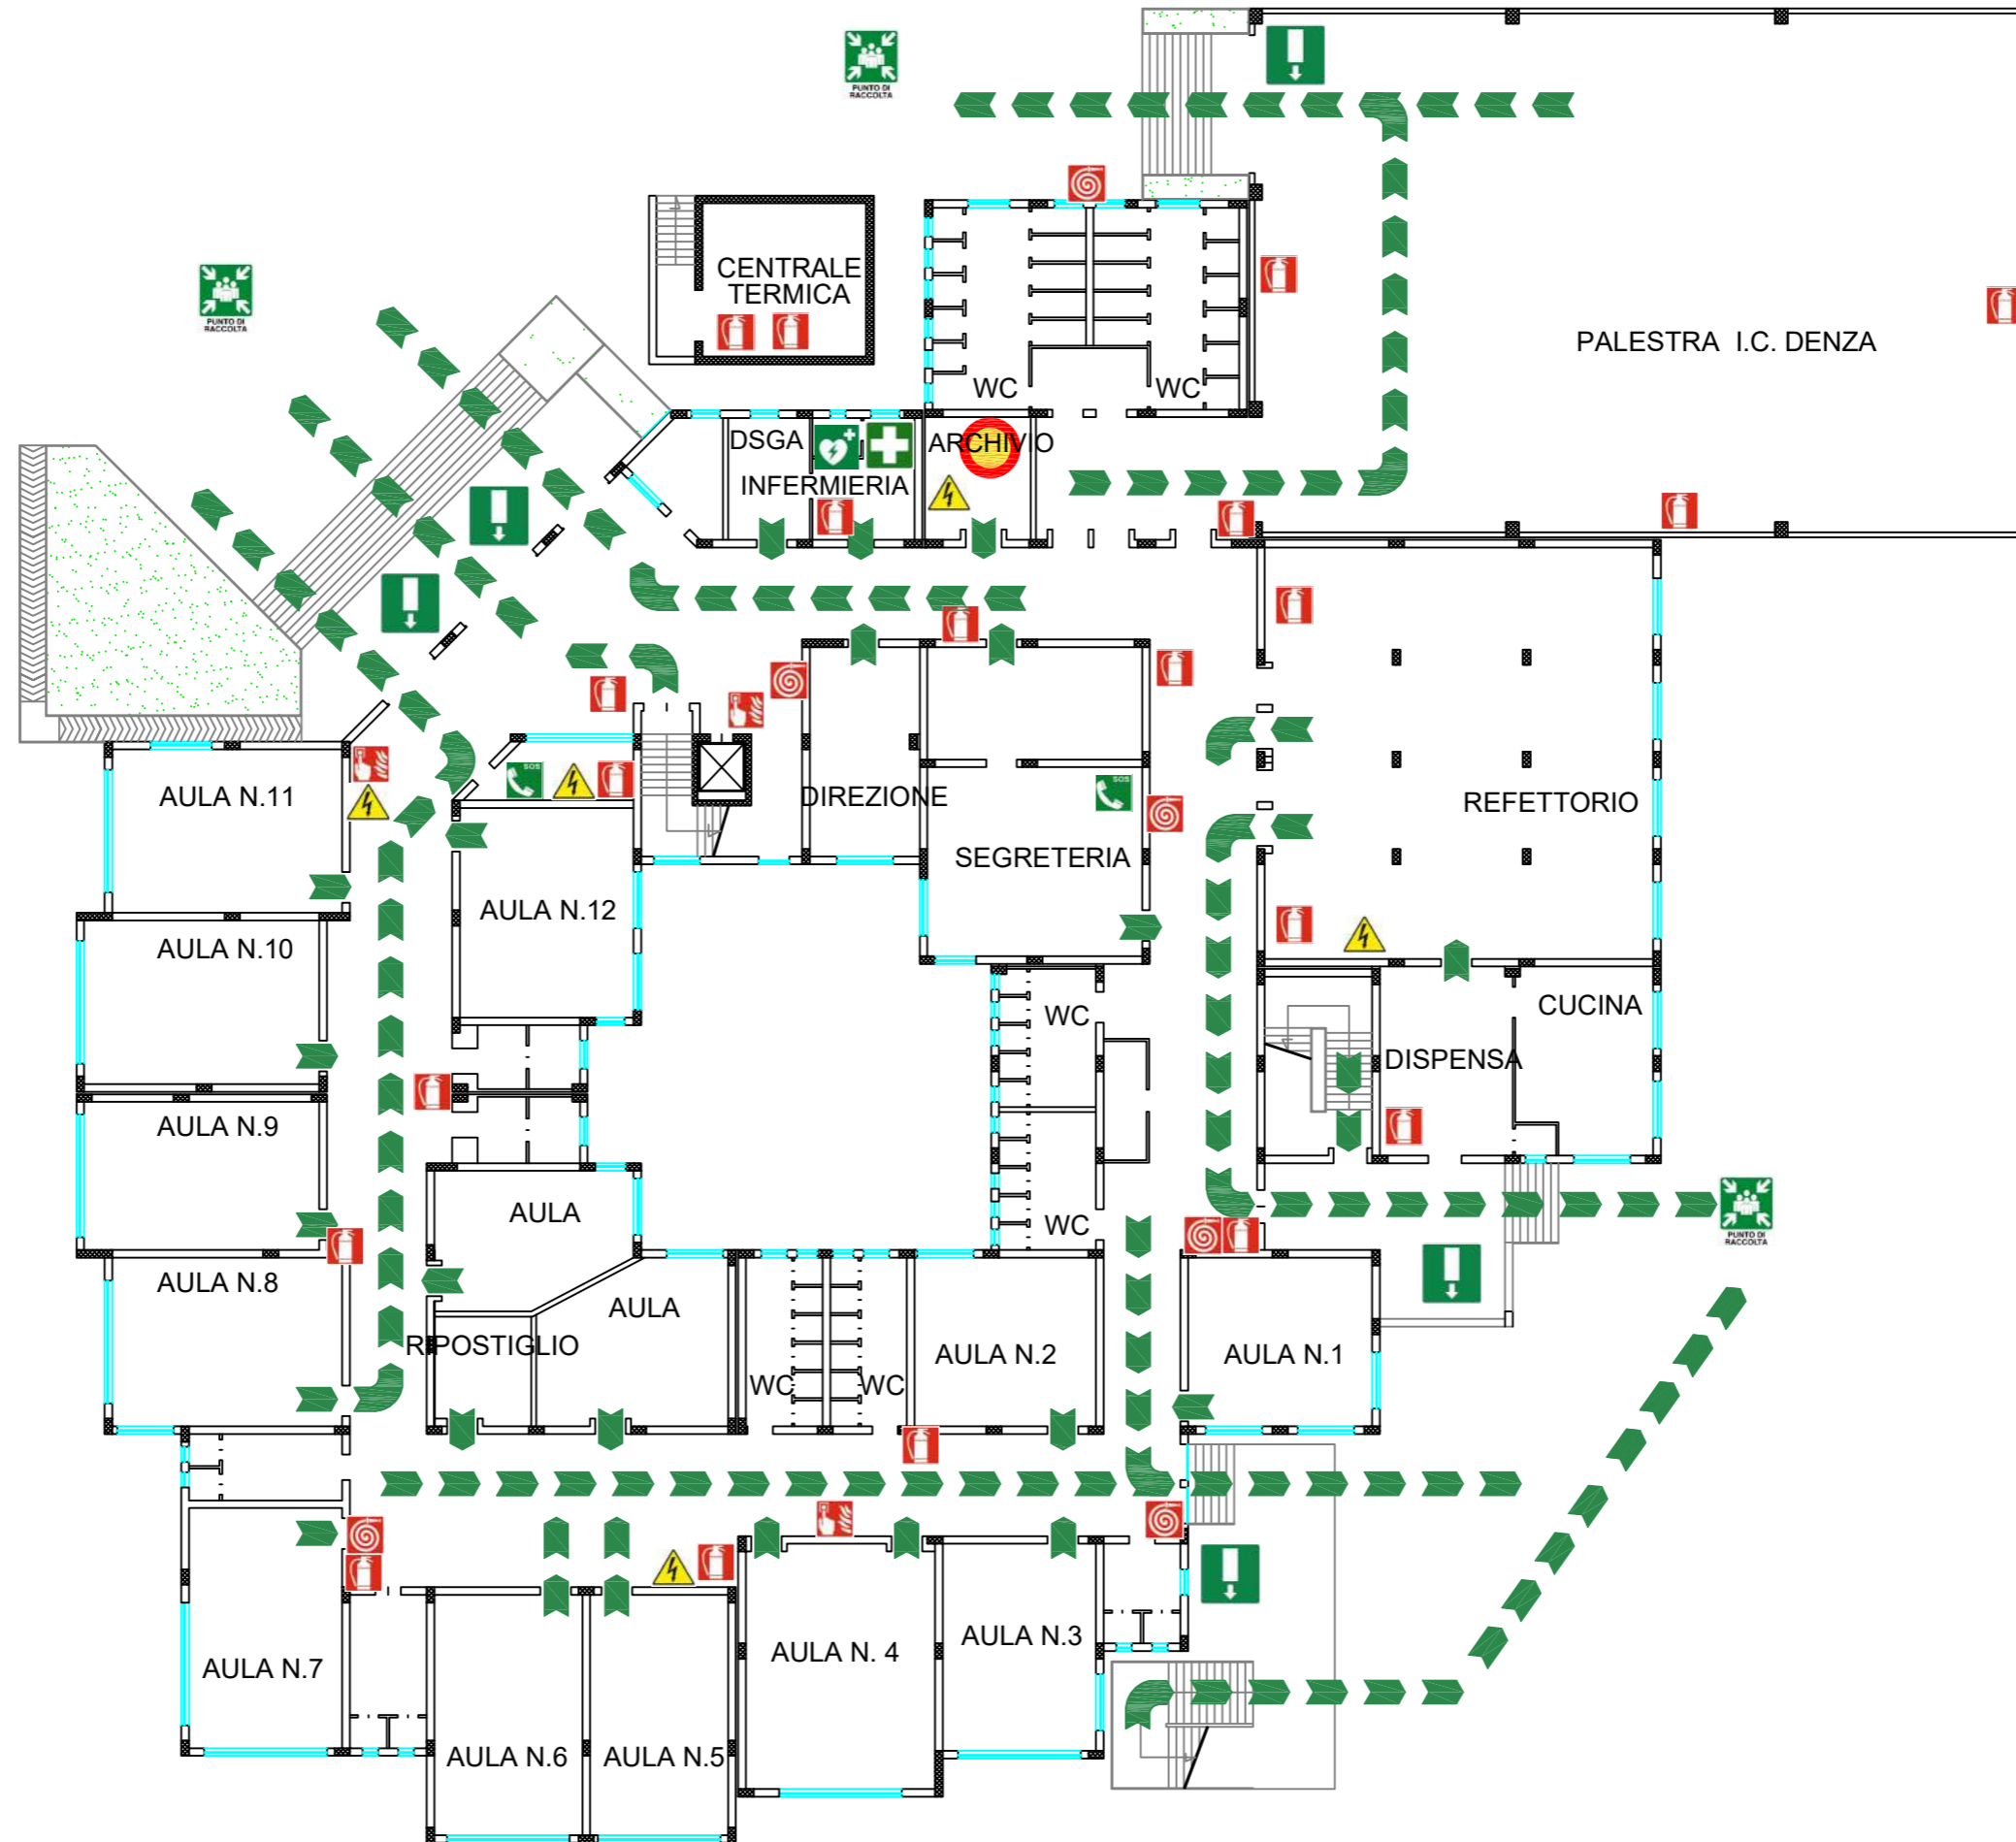 PUNTO DI
RACCOLTA
PUNTO DI
RACCOLTA
CENTRALE
TERMICA
PALESTRA I.C. DENZA
WC
WC
DSGA
ARCHIVIO
INFERMIERIA
SOS
SOS
AULA N.11
DIREZIONE
REFETTORIO
SEGRETERIA
AULA N.12
AULA N.10
WC
CUCINA
DISPENSA
AULA N.9
AULA
WC
PUNTO DI
RACCOLTA
AULA N.8
AULA
RIPOSTIGLIO
AULA N.2
AULA N.1
WC
WC
AULA N.7
AULA N. 4
AULA N.3
AULA N.6
AULA N.5